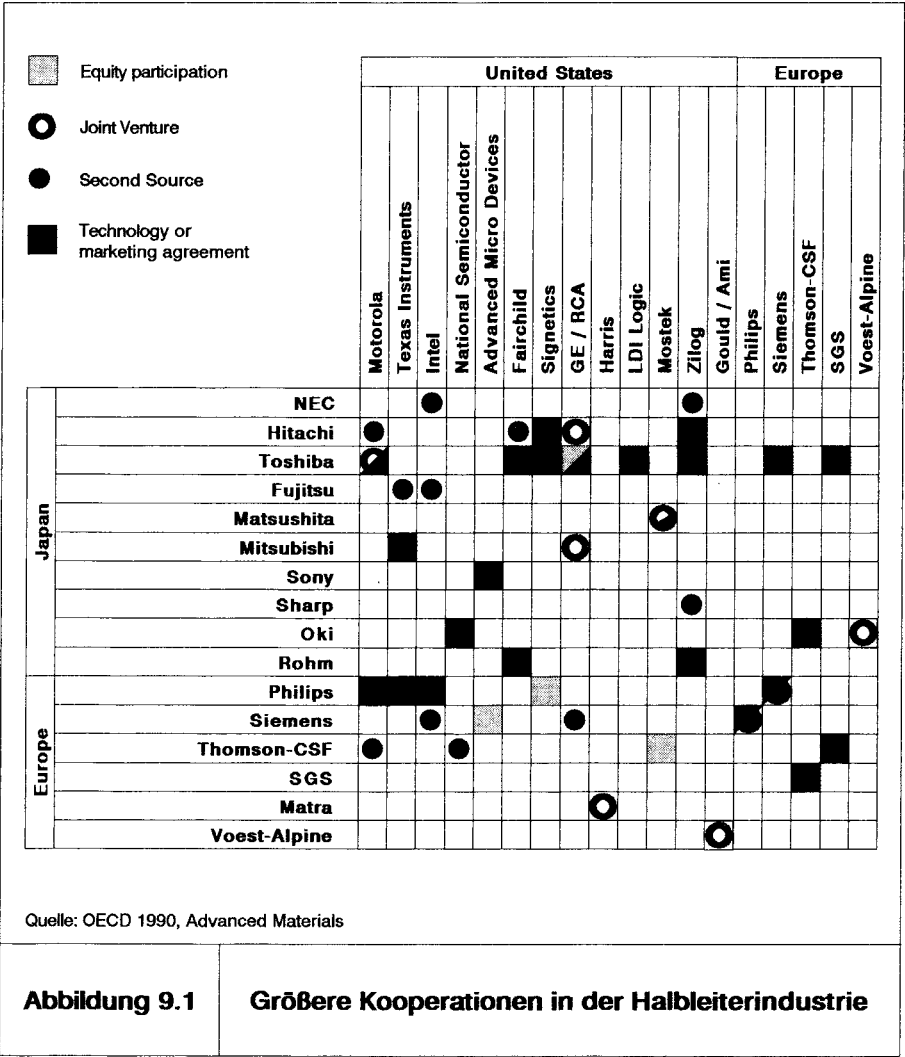 Equity participation
Joint Venture
Second Source
Technology or
marketing agreement
United States
Europe
Motorola
Texas Instruments
Intel
National Semiconductor
Advanced Micro Devices
Fairchild
Signetics
GE / RCA
Harris
LDI Logic
Mostek
Zilog
Gould / Ami
Philips
Siemens
Thomson-CSF
SGS
Voest-Alpine
Japan
NEC
Hitachi
Toshiba
Fujitsu
Matsushita
Mitsubishi
Sony
Sharp
Oki
Rohm
Europe
Philips
Siemens
Thomson-CSF
SGS
Matra
Voest-Alpine
Quelle: OECD 1990, Advanced Materials
Abbildung 9.1
Größere Kooperationen in der Halbleiterindustrie